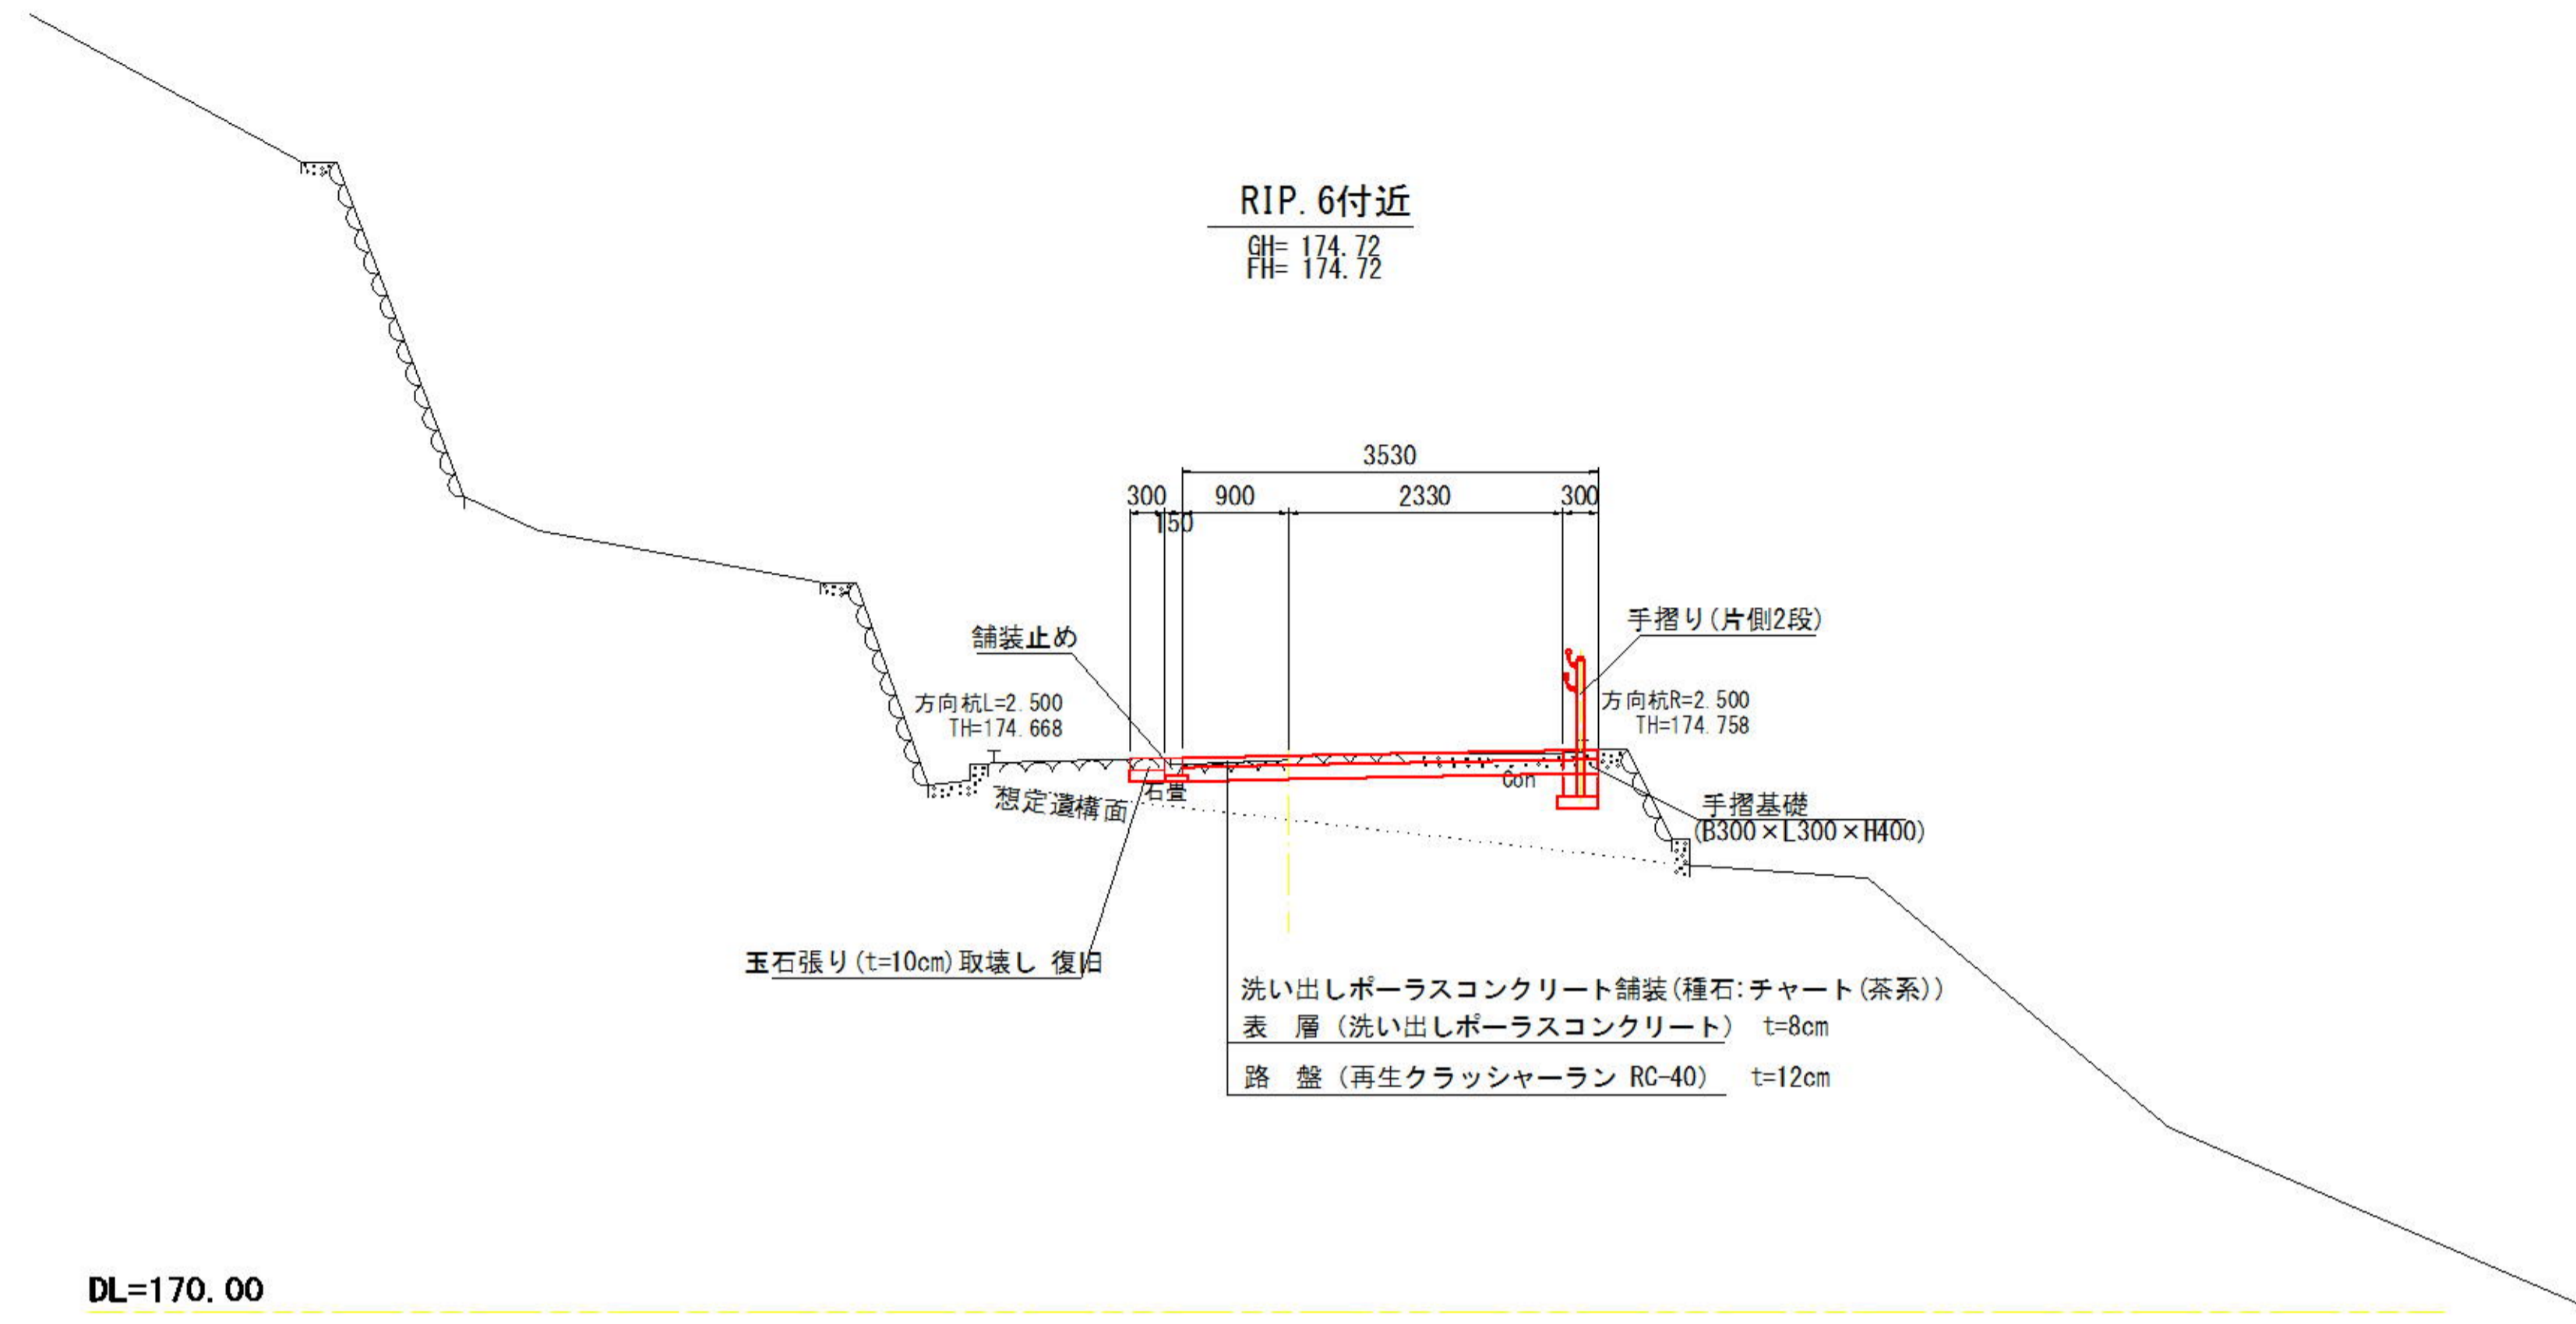 RIP. 6付近
GH= 174. 72
FH= 174. 72
3530
300
900
2330
300
150
手摺り(片側2段)
舗装止め
方向杭L=2. 500
TH=174. 668
方向杭R=2. 500
TH=174. 758
Con
石畳
想定遺構面
手摺基礎
(B300×L300×H400)
玉石張り(t=10cm)取壊し 復旧
洗い出しポーラスコンクリート舗装(種石:チャート(茶系))
表 層 (洗い出しポーラスコンクリート) t=8cm
路 盤 (再生クラッシャーラン RC-40) t=12cm
DL=170. 00